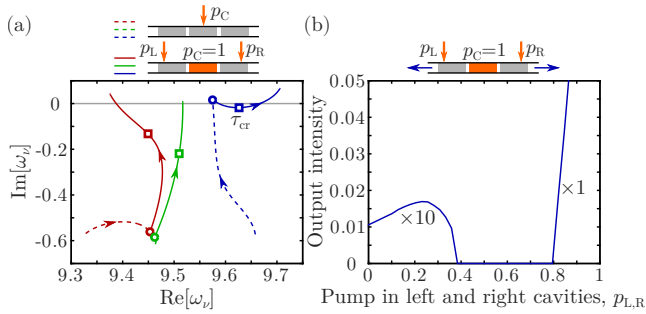 (a)
p_C
p_L p_C=1 p_R
0
-0.2
-0.4
-0.6
Im[ω_ν]
τ_cr
9.3 9.4 9.5 9.6 9.7
Re[ω_ν]
(b)
p_L p_C=1 p_R
0.05
0.04
0.03
0.02
0.01
0
Output intensity
×10
×1
0 0.2 0.4 0.6 0.8 1
Pump in left and right cavities, p_L,R